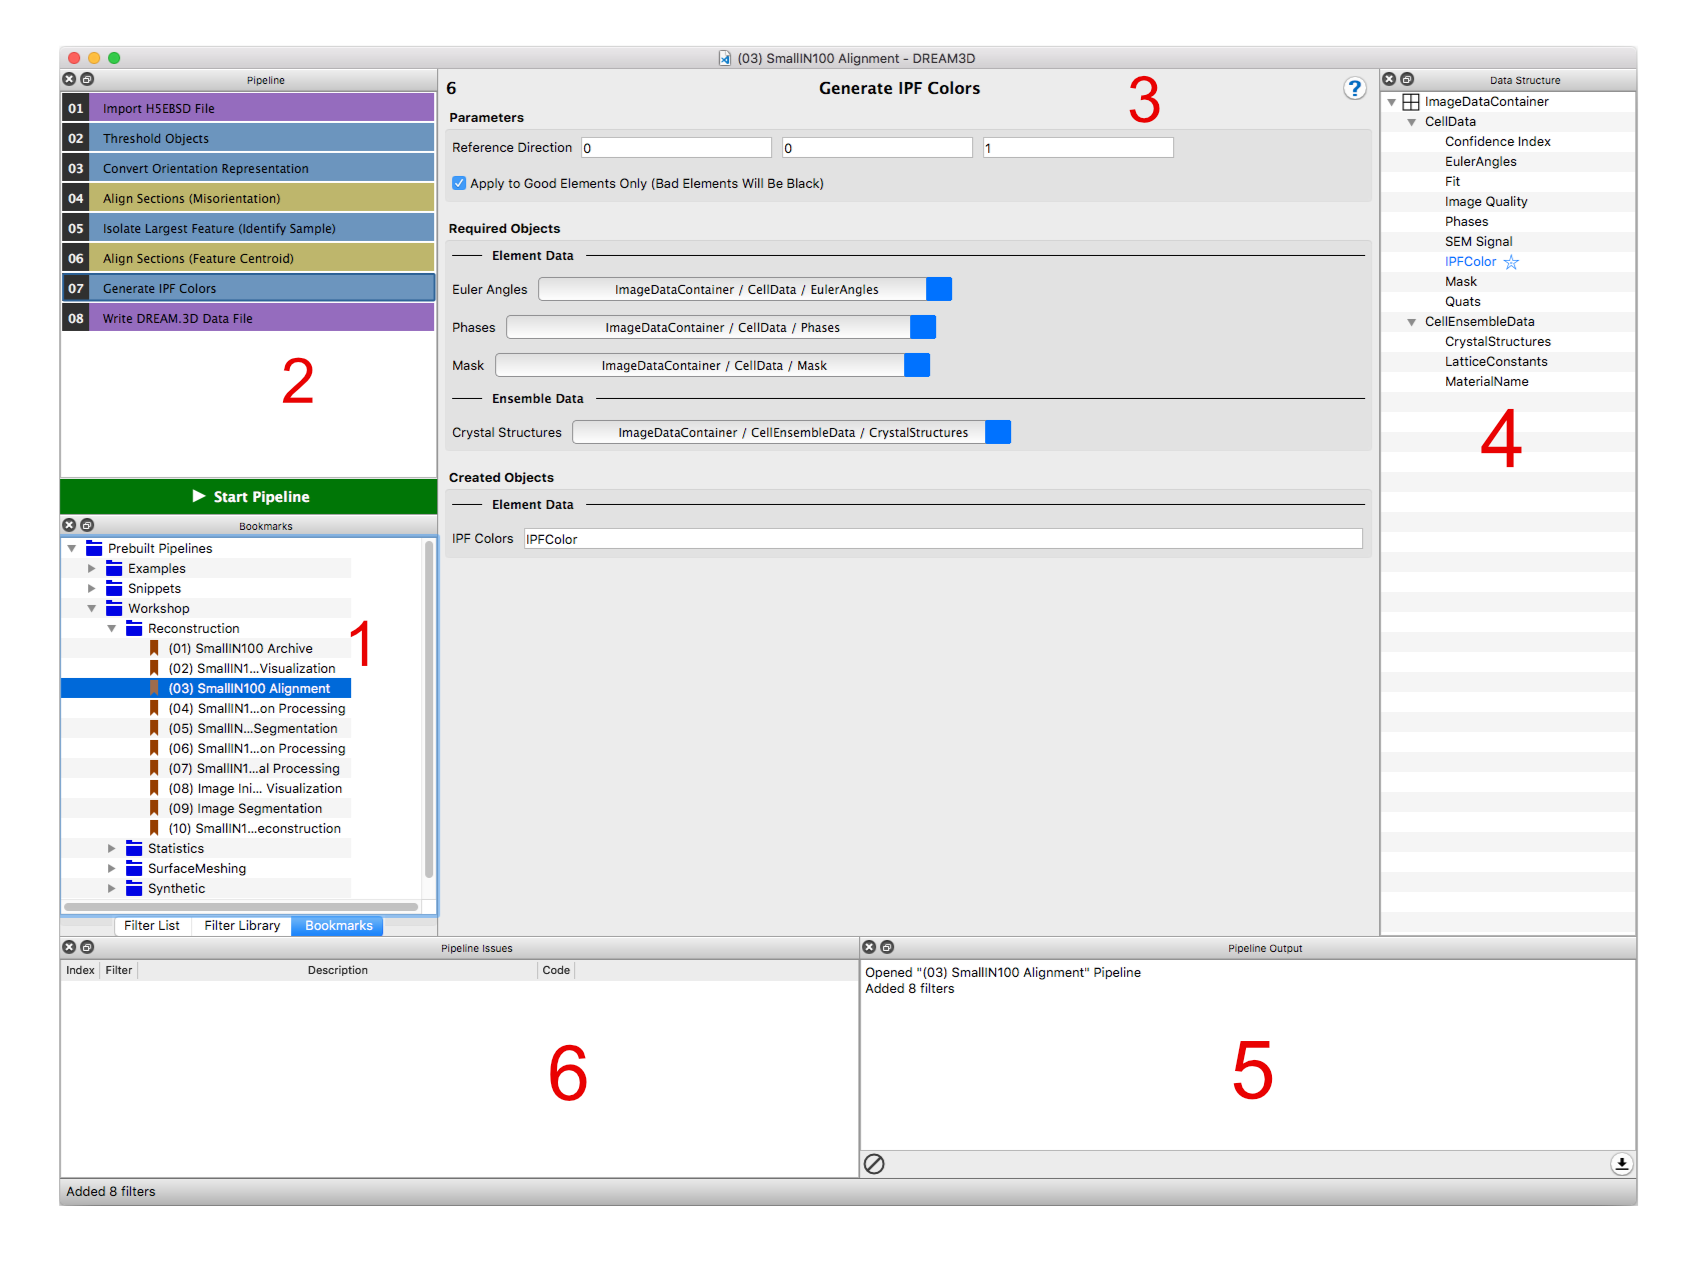 (03) SmallIN100 Alignment - DREAM3D
Pipeline
01 Import H5EBSD File
02 Threshold Objects
03 Convert Orientation Representation
04 Align Sections (Misorientation)
05 Isolate Largest Feature (Identify Sample)
06 Align Sections (Feature Centroid)
07 Generate IPF Colors
08 Write DREAM.3D Data File
2
Start Pipeline
Bookmarks
Prebuilt Pipelines
Examples
Snippets
Workshop
Reconstruction
1
(01) SmallIN100 Archive
(02) SmallIN1...Visualization
(03) SmallIN100 Alignment
(04) SmallIN1...on Processing
(05) SmallIN...Segmentation
(06) SmallIN1...on Processing
(07) SmallIN1...al Processing
(08) Image Ini... Visualization
(09) Image Segmentation
(10) SmallIN1...econstruction
Statistics
SurfaceMeshing
Synthetic
Filter List Filter Library Bookmarks
6 Generate IPF Colors 3 ?
Parameters
Reference Direction 0 0 1
Apply to Good Elements Only (Bad Elements Will Be Black)
Required Objects
Element Data
Euler Angles ImageDataContainer / CellData / EulerAngles
Phases ImageDataContainer / CellData / Phases
Mask ImageDataContainer / CellData / Mask
Ensemble Data
Crystal Structures ImageDataContainer / CellEnsembleData / CrystalStructures
Created Objects
Element Data
IPF Colors IPFColor
Data Structure
ImageDataContainer
CellData
Confidence Index
EulerAngles
Fit
Image Quality
Phases
SEM Signal
IPFColor
Mask
Quats
CellEnsembleData
CrystalStructures
LatticeConstants
MaterialName
4
Pipeline Issues
Index Filter Description Code
6
Pipeline Output
Opened "(03) SmallIN100 Alignment" Pipeline
Added 8 filters
5
Added 8 filters